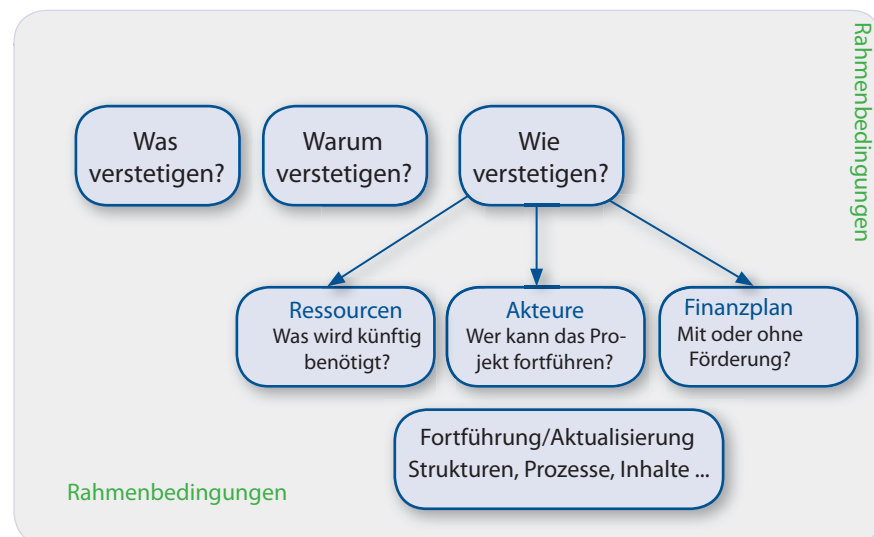 Rahmenbedingungen
Was
verstetigen?
Warum
verstetigen?
Wie
verstetigen?
Ressourcen
Was wird künftig
benötigt?
Akteure
Wer kann das Pro-
jekt fortführen?
Finanzplan
Mit oder ohne
Förderung?
Fortführung/Aktualisierung
Strukturen, Prozesse, Inhalte ...
Rahmenbedingungen